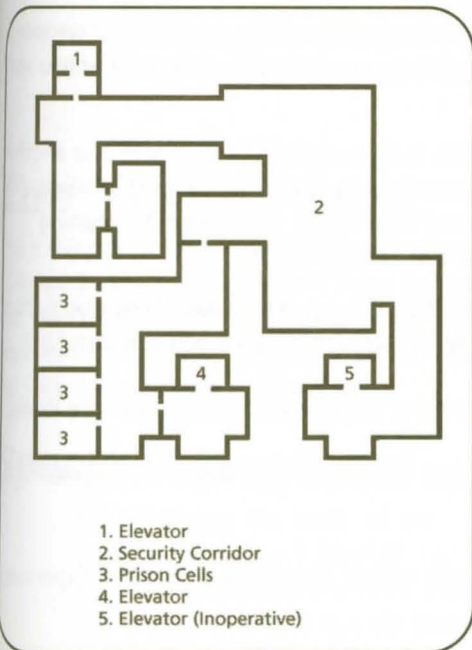 1
2
3
3
3
3
4
5
1. Elevator
2. Security Corridor
3. Prison Cells
4. Elevator
5. Elevator (Inoperative)